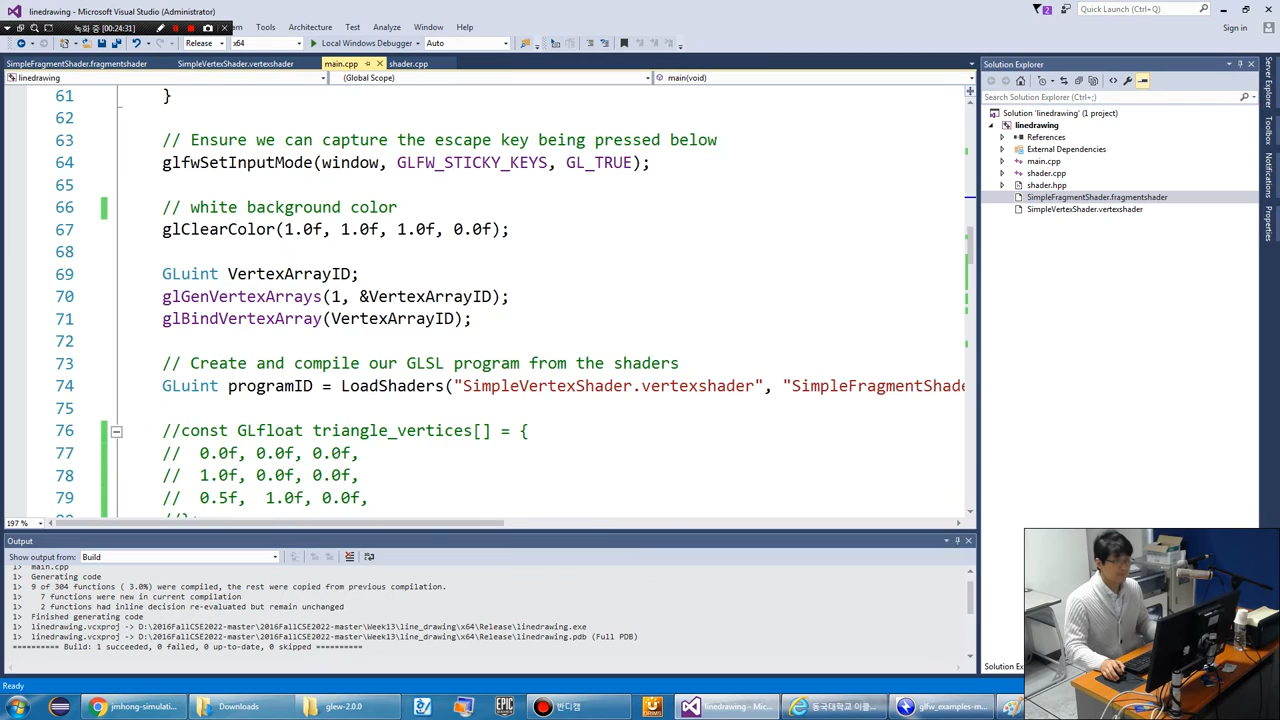 linedrawing - Microsoft Visual Studio (Administrator)
2
Quick Launch (Ctrl+;)
녹화 중 [00:24:31]
am Architecture Test Analyze Window Help
Sign in
Release x64 Local Windows Debugger Auto
SimpleFragmentShader.fragmentshader SimpleVertexShader.vertexshader main.cpp shader.cpp
linedrawing (Global Scope) main(void)
61 }
62
63 // Ensure we can capture the escape key being pressed below
64 glfwSetInputMode(window, GLFW_STICKY_KEYS, GL_TRUE);
65
66 // white background color
67 glClearColor(1.0f, 1.0f, 1.0f, 0.0f);
68
69 GLuint VertexArrayID;
70 glGenVertexArrays(1, &VertexArrayID);
71 glBindVertexArray(VertexArrayID);
72
73 // Create and compile our GLSL program from the shaders
74 GLuint programID = LoadShaders("SimpleVertexShader.vertexshader", "SimpleFragmentShade
75
76 //const GLfloat triangle_vertices[] = {
77 // 0.0f, 0.0f, 0.0f,
78 // 1.0f, 0.0f, 0.0f,
79 // 0.5f, 1.0f, 0.0f,
197 %
Solution Explorer
Search Solution Explorer (Ctrl+;)
Solution 'linedrawing' (1 project)
linedrawing
References
External Dependencies
main.cpp
shader.cpp
shader.hpp
SimpleFragmentShader.fragmentshader
SimpleVertexShader.vertexshader
Solution Ex
Server Explorer
Toolbox
Notifications
Properties
Output
Show output from: Build
1> main.cpp
1> Generating code
1> 9 of 304 functions ( 3.0%) were compiled, the rest were copied from previous compilation.
1> 7 functions were new in current compilation
1> 2 functions had inline decision re-evaluated but remain unchanged
1> Finished generating code
1> linedrawing.vcxproj -> D:\2016FallCSE2022-master\2016FallCSE2022-master\Week13\line_drawing\x64\Release\linedrawing.exe
1> linedrawing.vcxproj -> D:\2016FallCSE2022-master\2016FallCSE2022-master\Week13\line_drawing\x64\Release\linedrawing.pdb (Full PDB)
========== Build: 1 succeeded, 0 failed, 0 up-to-date, 0 skipped ==========
Ready
jmhong-simulati... Downloads glew-2.0.0 EPIC 반디캠 linedrawing - Mic... 동국대학교 이클... glfw_examples-m...